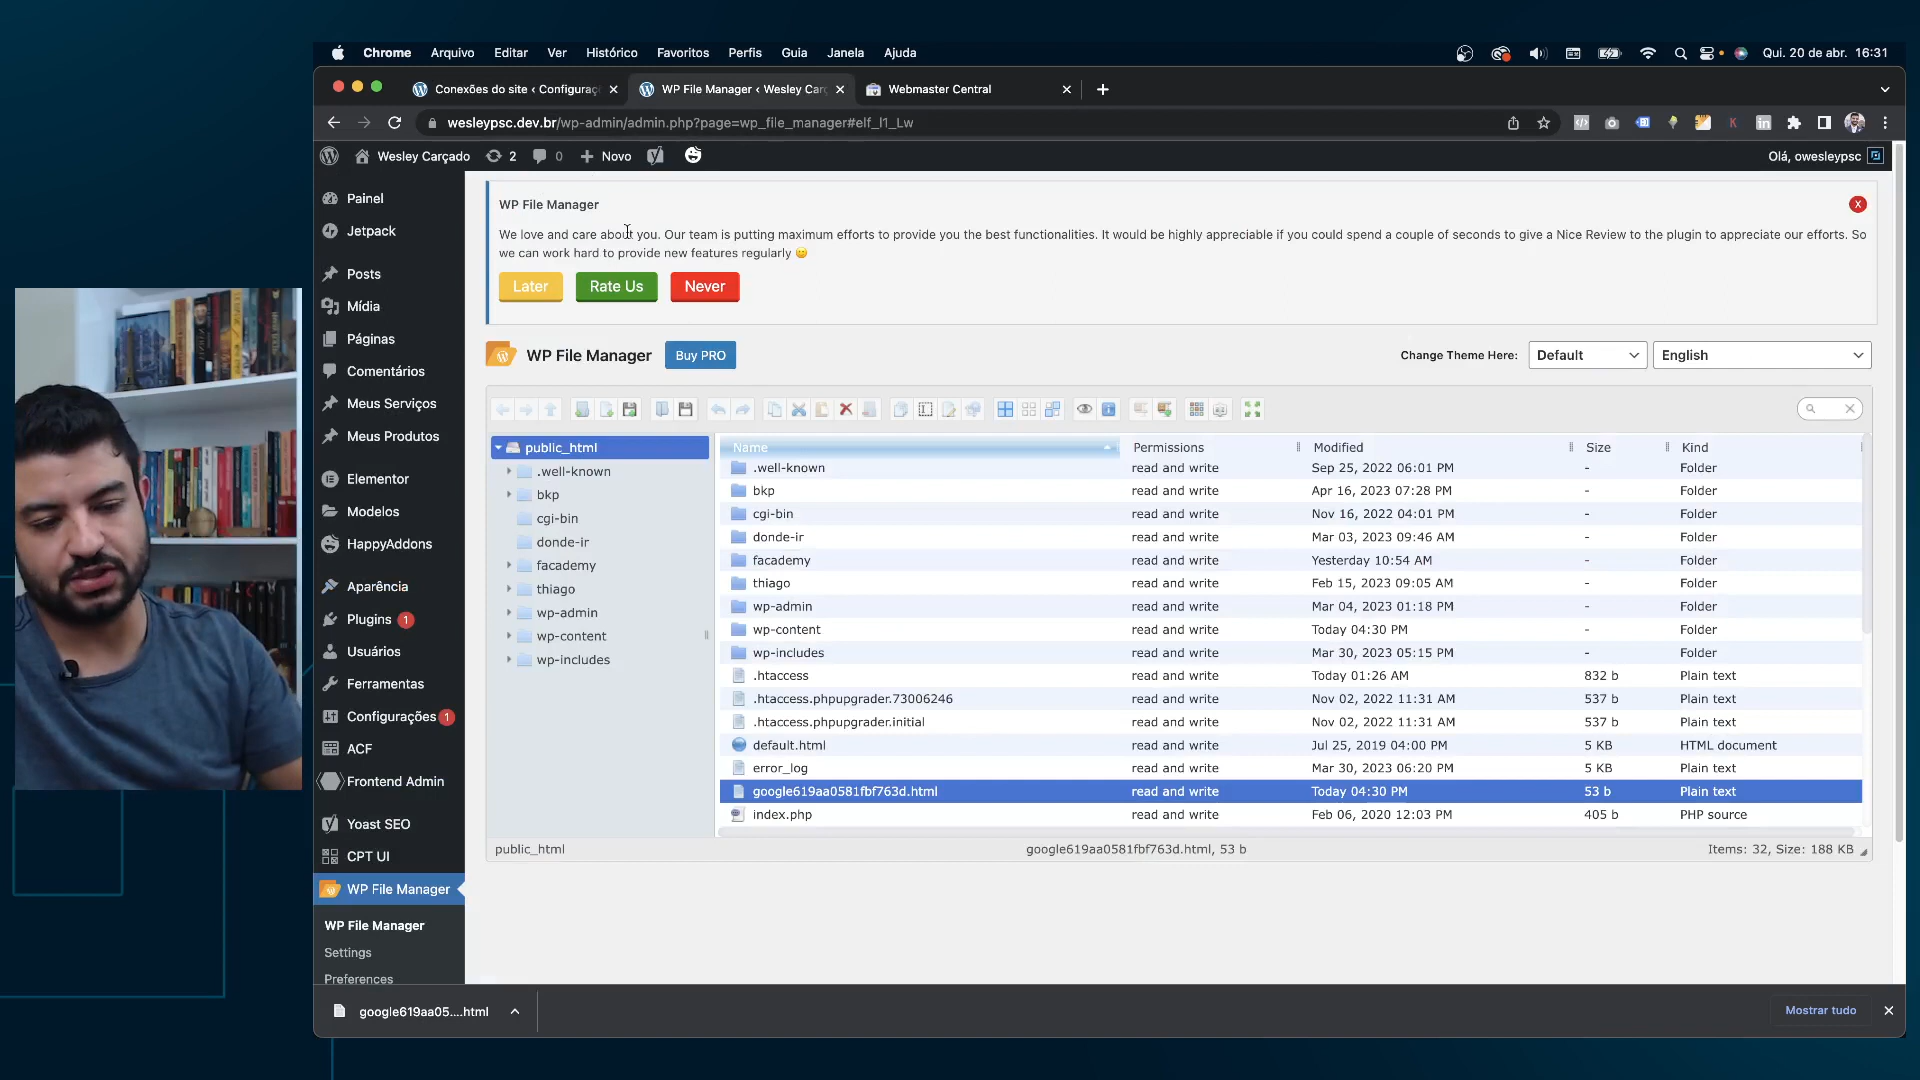 Chrome Arquivo Editar Ver Histórico Favoritos Perfis Guia Janela Ajuda Qui. 20 de abr. 16:31
Conexões do site ‹ Configuraç WP File Manager ‹ Wesley Carç Webmaster Central
wesleypsc.dev.br/wp-admin/admin.php?page=wp_file_manager#elf_l1_Lw
Wesley Carçado 2 0 Novo Olá, owesleypsc
Painel
Jetpack
Posts
Mídia
Páginas
Comentários
Meus Serviços
Meus Produtos
Elementor
Modelos
HappyAddons
Aparência
Plugins 1
Usuários
Ferramentas
Configurações 1
ACF
Frontend Admin
Yoast SEO
CPT UI
WP File Manager
WP File Manager
Settings
Preferences
WP File Manager
We love and care about you. Our team is putting maximum efforts to provide you the best functionalities. It would be highly appreciable if you could spend a couple of seconds to give a Nice Review to the plugin to appreciate our efforts. So
we can work hard to provide new features regularly
Later Rate Us Never
WP File Manager Buy PRO Change Theme Here: Default English
public_html
.well-known
bkp
cgi-bin
donde-ir
facademy
thiago
wp-admin
wp-content
wp-includes
Name Permissions Modified Size Kind
.well-known read and write Sep 25, 2022 06:01 PM - Folder
bkp read and write Apr 16, 2023 07:28 PM - Folder
cgi-bin read and write Nov 16, 2022 04:01 PM - Folder
donde-ir read and write Mar 03, 2023 09:46 AM - Folder
facademy read and write Yesterday 10:54 AM - Folder
thiago read and write Feb 15, 2023 09:05 AM - Folder
wp-admin read and write Mar 04, 2023 01:18 PM - Folder
wp-content read and write Today 04:30 PM - Folder
wp-includes read and write Mar 30, 2023 05:15 PM - Folder
.htaccess read and write Today 01:26 AM 832 b Plain text
.htaccess.phpupgrader.73006246 read and write Nov 02, 2022 11:31 AM 537 b Plain text
.htaccess.phpupgrader.initial read and write Nov 02, 2022 11:31 AM 537 b Plain text
default.html read and write Jul 25, 2019 04:00 PM 5 KB HTML document
error_log read and write Mar 30, 2023 06:20 PM 5 KB Plain text
google619aa0581fbf763d.html read and write Today 04:30 PM 53 b Plain text
index.php read and write Feb 06, 2020 12:03 PM 405 b PHP source
public_html google619aa0581fbf763d.html, 53 b Items: 32, Size: 188 KB
google619aa05....html Mostrar tudo